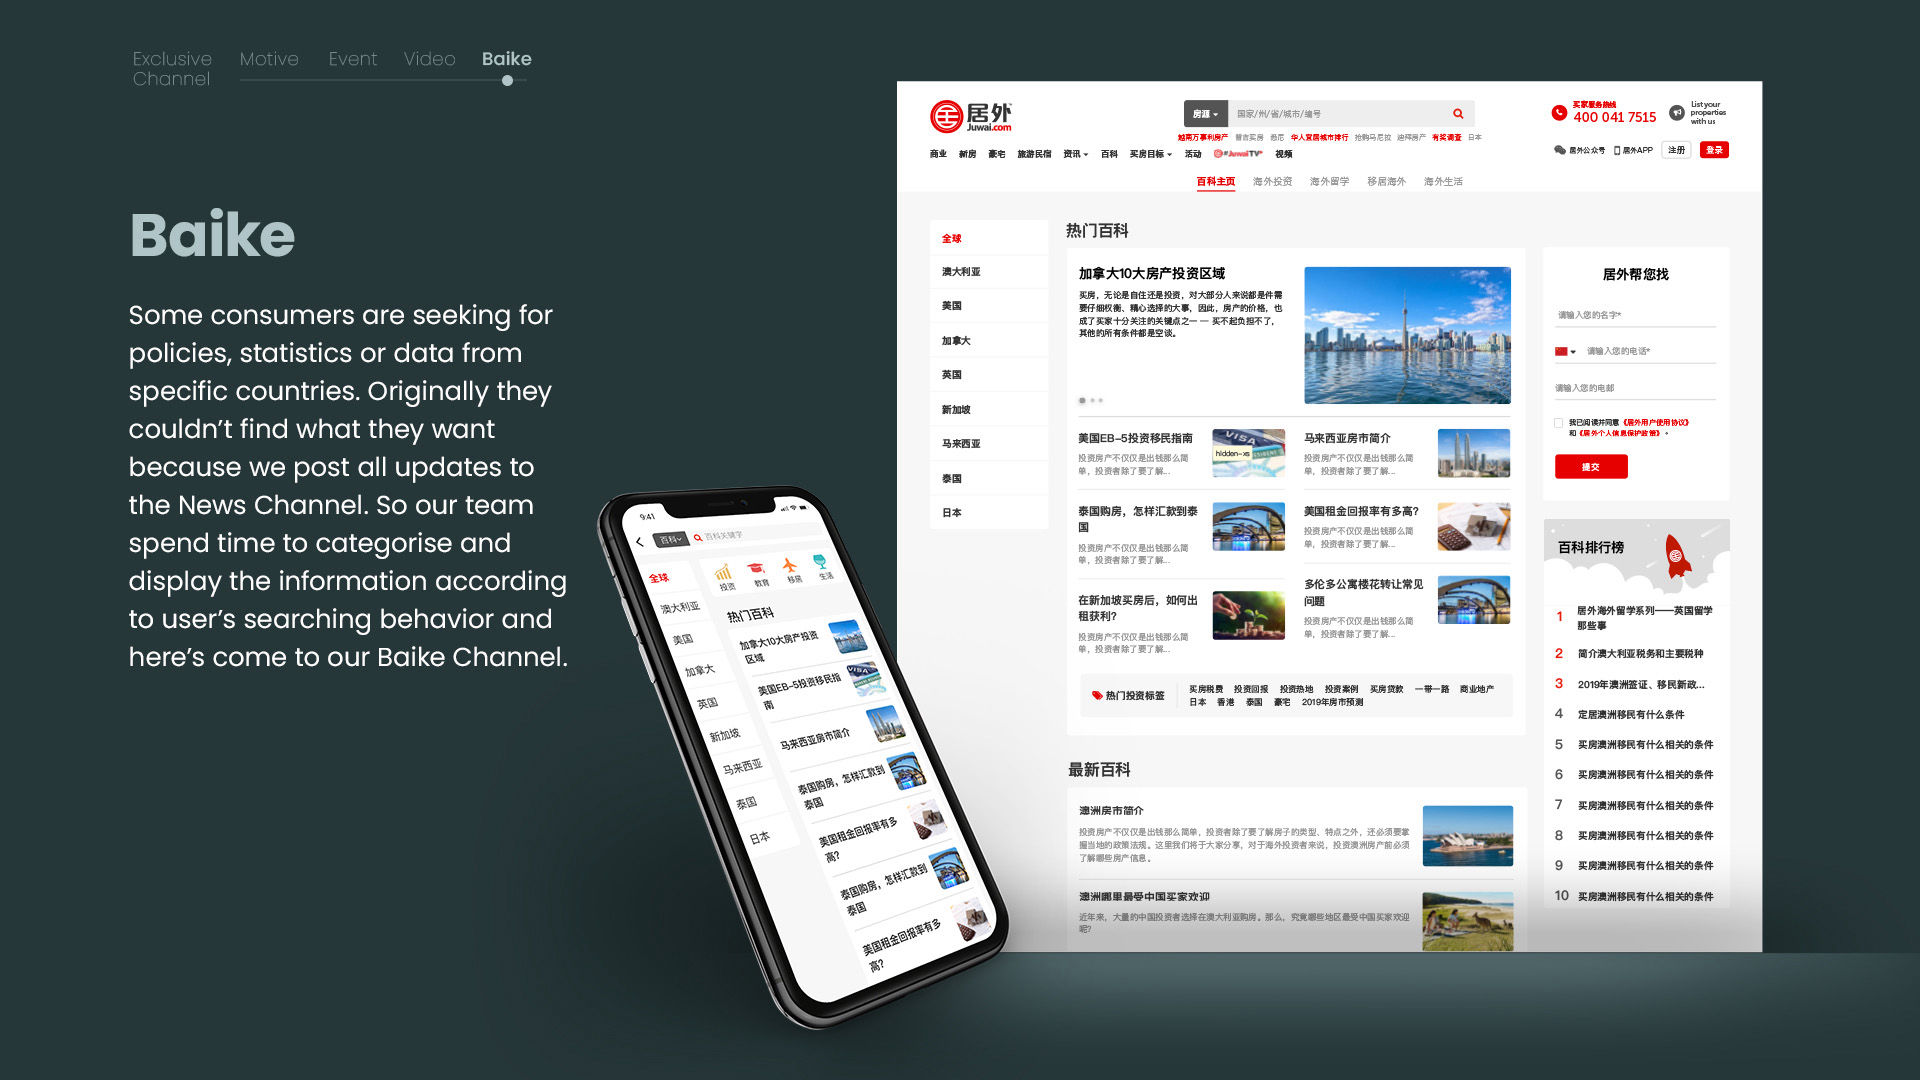 Exclusive Channel
Motive
Event
Video
Baike
Baike
Some consumers are seeking for
policies, statistics or data from
specific countries. Originally they
couldn't find what they want
because we post all updates to
the News Channel. So our team
spend time to categorise and
display the information according
to user's searching behavior and
here's come to our Baike Channel.
居外
Juwai.com
房源
国家/州/省/城市/编号
越南万事利房产 普吉买房 悉尼 华人宜居城市排行 抢购马尼拉 迪拜房产 有奖调查 日本
买家服务热线
400 041 7515
List your
properties
with us
商业 新房 豪宅 旅游民宿 资讯 百科 买房目标 活动 #JuwaiTV 视频
居外公众号 居外APP 注册 登录
百科主页 海外投资 海外留学 移居海外 海外生活
全球
澳大利亚
美国
加拿大
英国
新加坡
马来西亚
泰国
日本
热门百科
加拿大10大房产投资区域
买房，无论是自住还是投资，对大部分人来说都是件需
要仔细权衡、精心选择的大事，因此，房产的价格，也
成了买家十分关注的关键点之一 — 买不起负担不了，
其他的所有条件都是空谈。
美国EB-5投资移民指南
投资房产不仅仅是出钱那么简
单，投资者除了要了解...
VISA
hidden-xs
马来西亚房市简介
投资房产不仅仅是出钱那么简
单，投资者除了要了解...
泰国购房，怎样汇款到泰
国
投资房产不仅仅是出钱那么简
单，投资者除了要了解...
美国租金回报率有多高?
投资房产不仅仅是出钱那么简
单，投资者除了要了解...
在新加坡买房后，如何出
租获利?
投资房产不仅仅是出钱那么简
单，投资者除了要了解...
多伦多公寓楼花转让常见
问题
投资房产不仅仅是出钱那么简
单，投资者除了要了解...
热门投资标签
买房税费 投资回报 投资热地 投资案例 买房贷款 一带一路 商业地产
日本 香港 泰国 豪宅 2019年房市预测
最新百科
澳洲房市简介
投资房产不仅仅是出钱那么简单，投资者除了要了解房子的类型、特点之外，还必须要掌
握当地的政策法规。这里我们将于大家分享，对于海外投资者来说，投资澳洲房产前必须
了解哪些房产信息。
澳洲哪里最受中国买家欢迎
近年来，大量的中国投资者选择在澳大利亚购房。那么，究竟哪些地区最受中国买家欢迎
呢?
居外帮您找
请输入您的名字*
请输入您的电话*
请输入您的电邮
我已阅读并同意《居外用户使用协议》
和《居外个人信息保护政策》。
提交
百科排行榜
1 居外海外留学系列——英国留学
那些事
2 简介澳大利亚税务和主要税种
3 2019年澳洲签证、移民新政...
4 定居澳洲移民有什么条件
5 买房澳洲移民有什么相关的条件
6 买房澳洲移民有什么相关的条件
7 买房澳洲移民有什么相关的条件
8 买房澳洲移民有什么相关的条件
9 买房澳洲移民有什么相关的条件
10 买房澳洲移民有什么相关的条件
9:41
百科
百科关键字
全球
澳大利亚
美国
加拿大
英国
新加坡
马来西亚
泰国
日本
投资
教育
移居
生活
热门百科
加拿大10大房产投资
区域
美国EB-5投资移民指
南
VISA
马来西亚房市简介
泰国购房，怎样汇款到
泰国
美国租金回报率有多
高?
泰国购房，怎样汇款到
泰国
美国租金回报率有多
高?